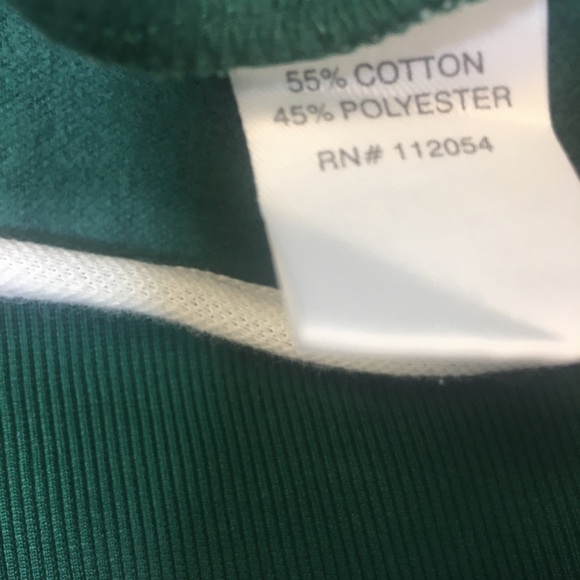 55% COTTON
45% POLYESTER
RN# 112054